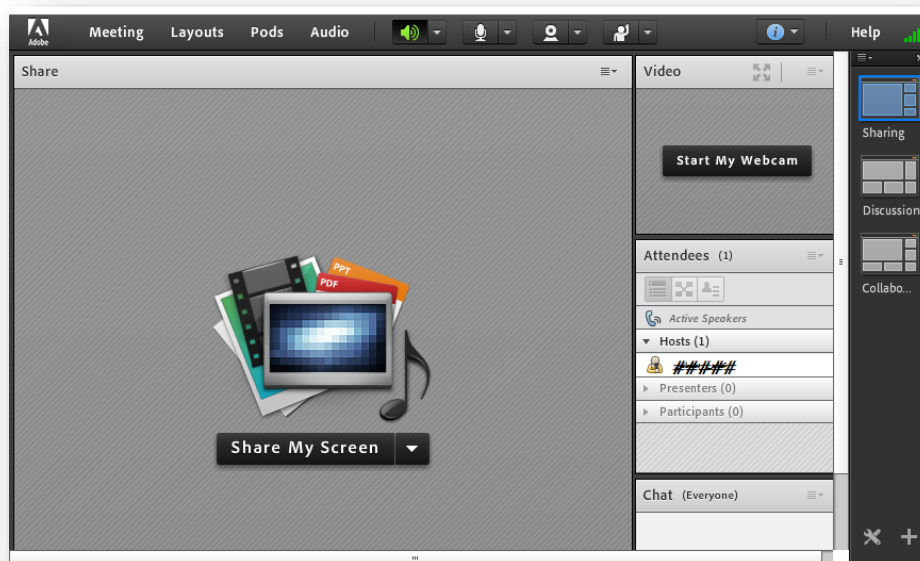 Adobe
Meeting Layouts Pods Audio Help
Share
Video
Start My Webcam
PPT
PDF
Share My Screen
Attendees (1)
Active Speakers
Hosts (1)
#####
Presenters (0)
Participants (0)
Chat (Everyone)
Sharing
Discussion
Collabo...